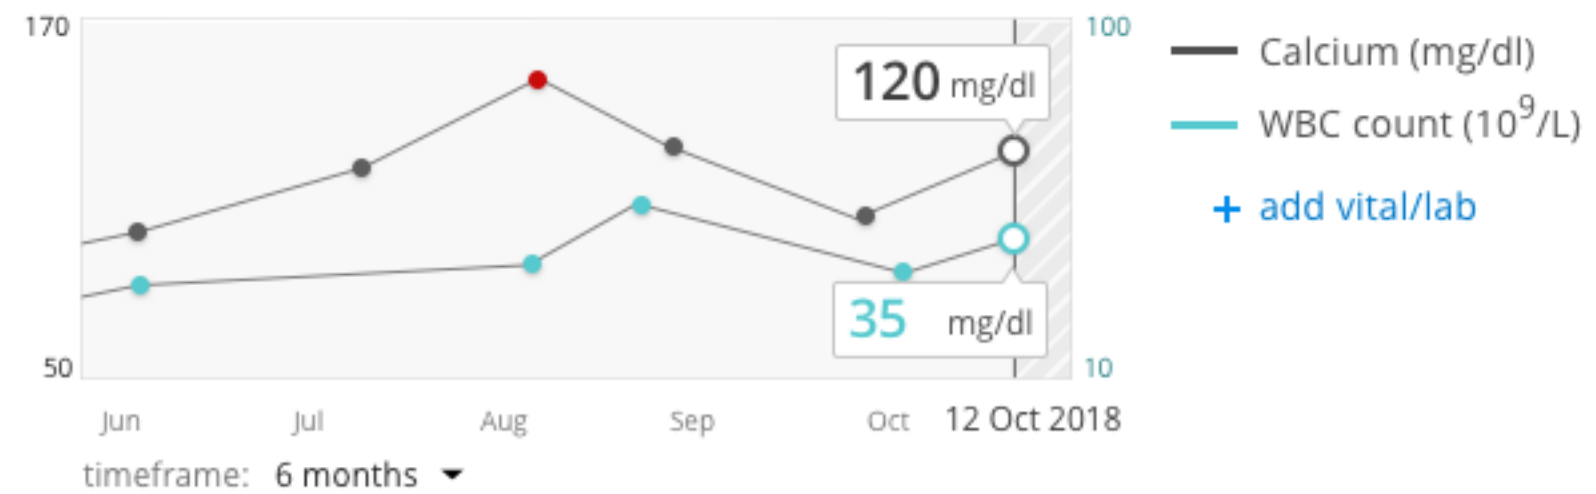 170
100
120 mg/dl
Calcium (mg/dl)
WBC count (10⁹/L)
+ add vital/lab
35 mg/dl
50
10
Jun Jul Aug Sep Oct 12 Oct 2018
timeframe: 6 months